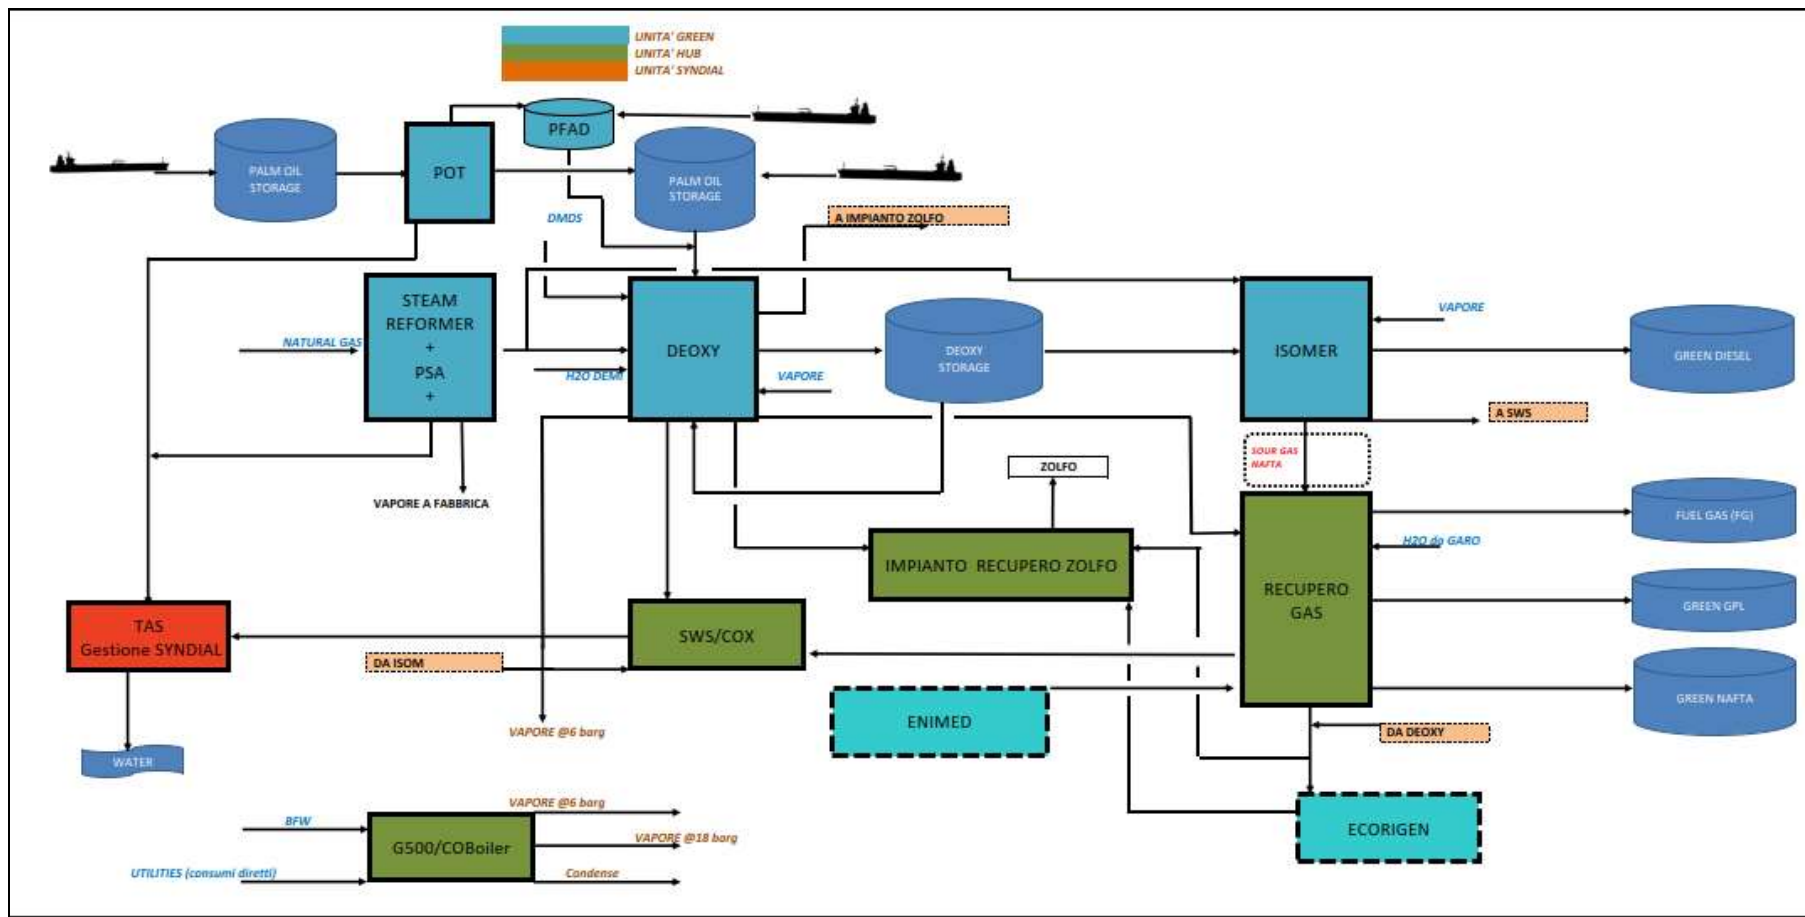 UNITA' GREEN
UNITA' HUB
UNITA' SYNDIAL
PFAD
PALM OIL
STORAGE
POT
PALM OIL
STORAGE
DMDS
A IMPIANTO ZOLFO
STEAM
REFORMER
+
PSA
+
NATURAL GAS
DEOXY
H2O DEMI
VAPORE
DEOXY
STORAGE
ISOMER
VAPORE
GREEN DIESEL
A SWS
SOUR GAS
NAFTA
ZOLFO
VAPORE A FABBRICA
IMPIANTO RECUPERO ZOLFO
RECUPERO
GAS
FUEL GAS (FG)
H2O da GARO
GREEN GPL
GREEN NAFTA
TAS
Gestione SYNDIAL
SWS/COX
DA ISOM
ENIMED
DA DEOXY
VAPORE @6 barg
WATER
ECORIGEN
BFW
UTILITIES (consumi diretti)
G500/COBoiler
VAPORE @6 barg
VAPORE @18 barg
Condense